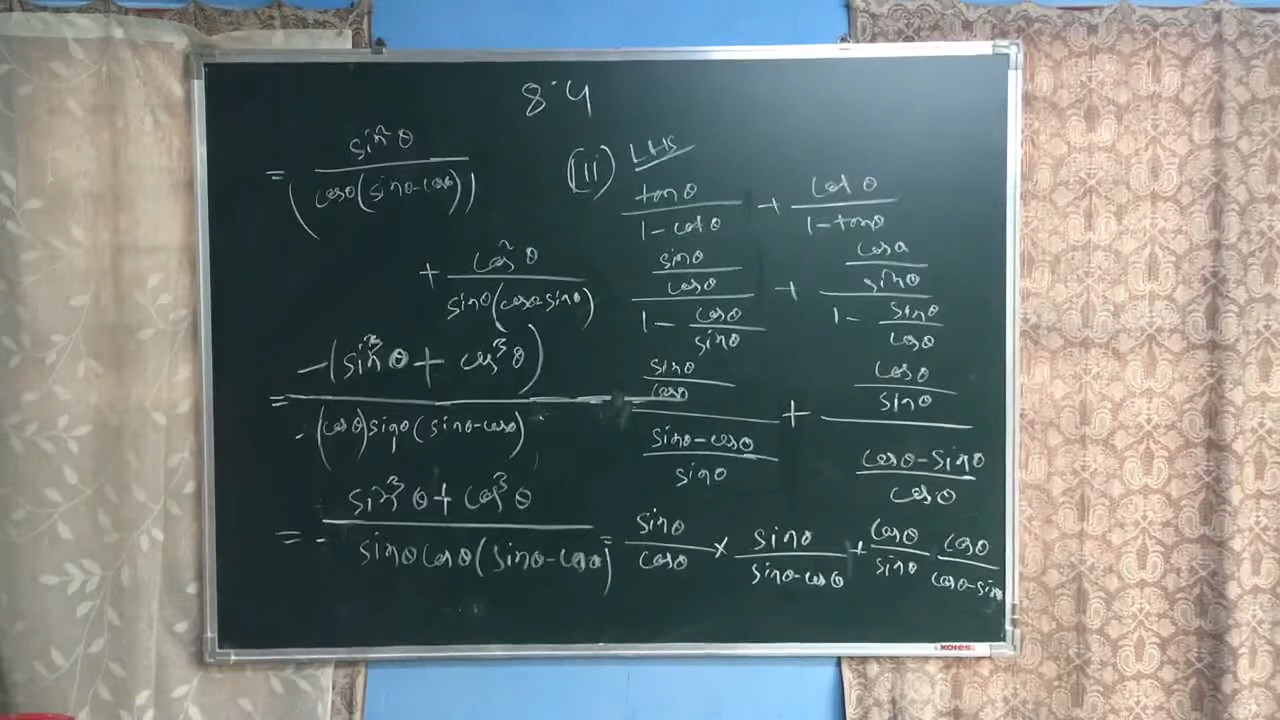 8.4
(ii) LHS
tanθ/(1-cotθ) + cotθ/(1-tanθ)
(sinθ/cosθ)/(1-cosθ/sinθ) + (cosθ/sinθ)/(1-sinθ/cosθ)
(sinθ/cosθ)/((sinθ-cosθ)/sinθ) + (cosθ/sinθ)/((cosθ-sinθ)/cosθ)
= sinθ/cosθ × sinθ/(sinθ-cosθ) + cosθ/sinθ cosθ/(cosθ-sinθ)
= sin²θ/(cosθ(sinθ-cosθ))
+ cos²θ/(sinθ(cosθ-sinθ))
= -(sin³θ + cos³θ)/-(cosθ)sinθ(sinθ-cosθ)
= - sin³θ + cos³θ/sinθcosθ(sinθ-cosθ)
KORES